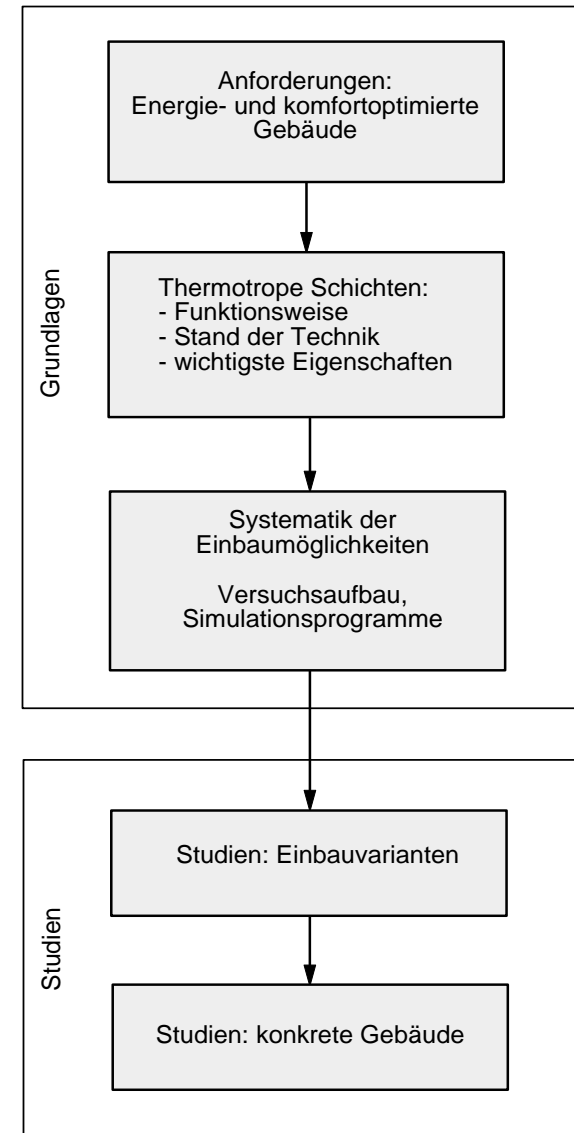 Grundlagen
Anforderungen:
Energie- und komfortoptimierte
Gebäude
Thermotrope Schichten:
- Funktionsweise
- Stand der Technik
- wichtigste Eigenschaften
Systematik der
Einbaumöglichkeiten
Versuchsaufbau,
Simulationsprogramme
Studien
Studien: Einbauvarianten
Studien: konkrete Gebäude